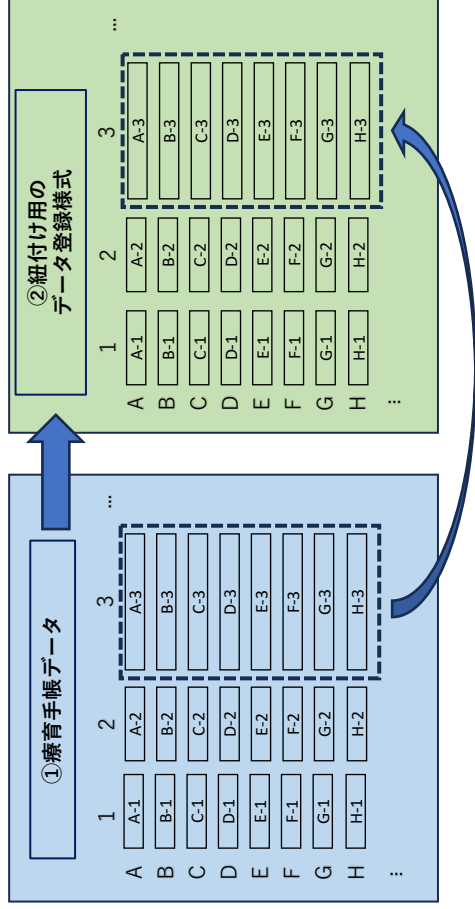 ①療育手帳データ
1 2 3 …
A A-1 A-2 A-3
B B-1 B-2 B-3
C C-1 C-2 C-3
D D-1 D-2 D-3
E E-1 E-2 E-3
F F-1 F-2 F-3
G G-1 G-2 G-3
H H-1 H-2 H-3
…
②紐付け用の
データ登録様式
1 2 3 …
A A-1 A-2 A-3
B B-1 B-2 B-3
C C-1 C-2 C-3
D D-1 D-2 D-3
E E-1 E-2 E-3
F F-1 F-2 F-3
G G-1 G-2 G-3
H H-1 H-2 H-3
…